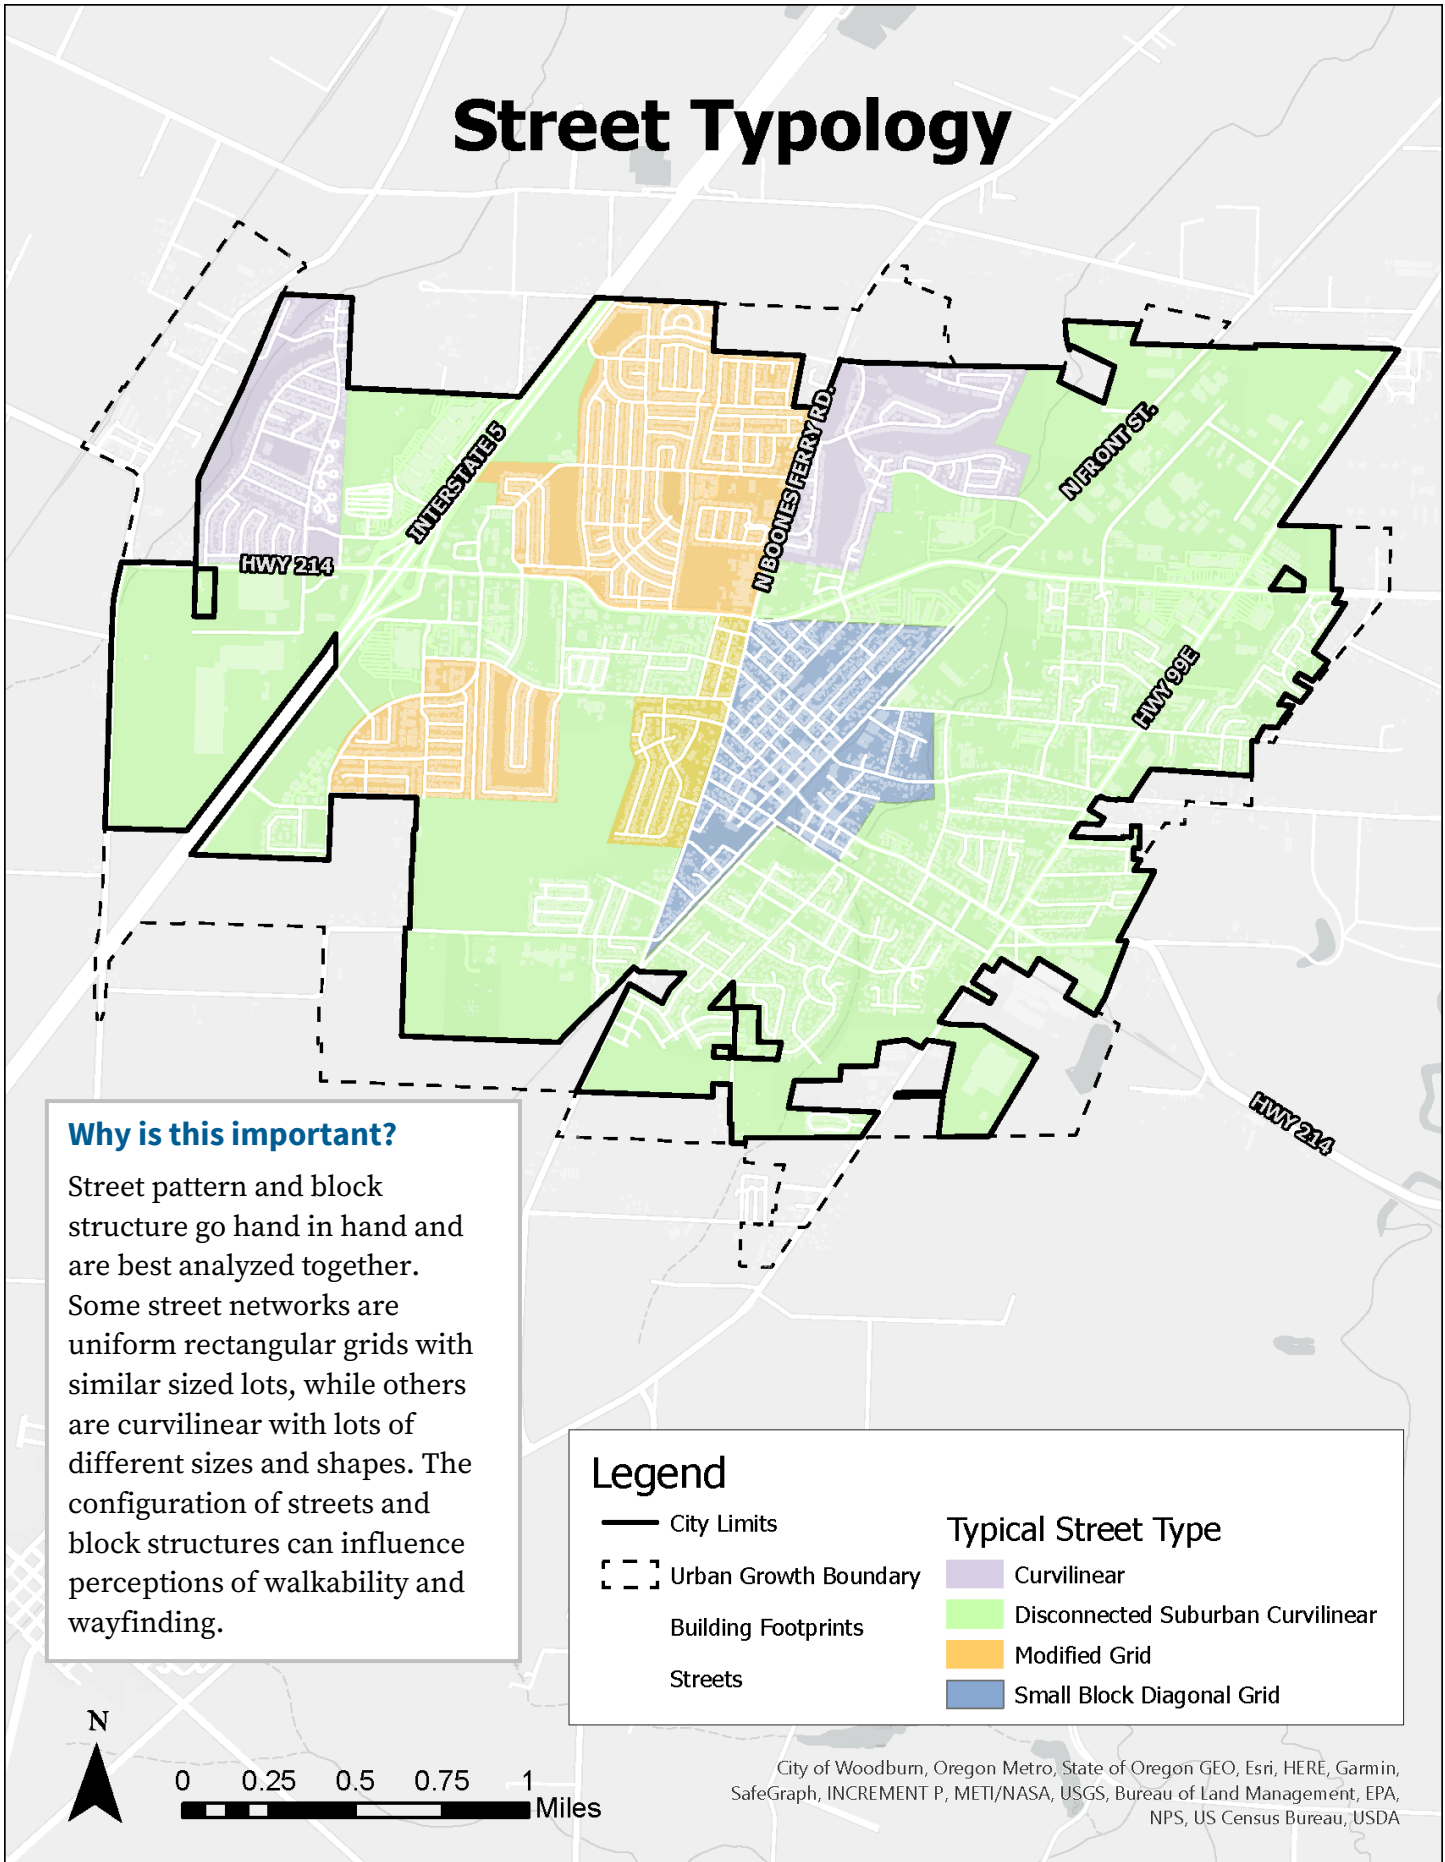 Street Typology
INTERSTATE 5
N BOONES FERRY RD.
N FRONT ST.
HWY 214
HWY 99E
HWY 214
Why is this important?
Street pattern and block
structure go hand in hand and
are best analyzed together.
Some street networks are
uniform rectangular grids with
similar sized lots, while others
are curvilinear with lots of
different sizes and shapes. The
configuration of streets and
block structures can influence
perceptions of walkability and
wayfinding.
Legend
City Limits
Urban Growth Boundary
Building Footprints
Streets
Typical Street Type
Curvilinear
Disconnected Suburban Curvilinear
Modified Grid
Small Block Diagonal Grid
N
0 0.25 0.5 0.75 1
Miles
City of Woodburn, Oregon Metro, State of Oregon GEO, Esri, HERE, Garmin,
SafeGraph, INCREMENT P, METI/NASA, USGS, Bureau of Land Management, EPA,
NPS, US Census Bureau, USDA